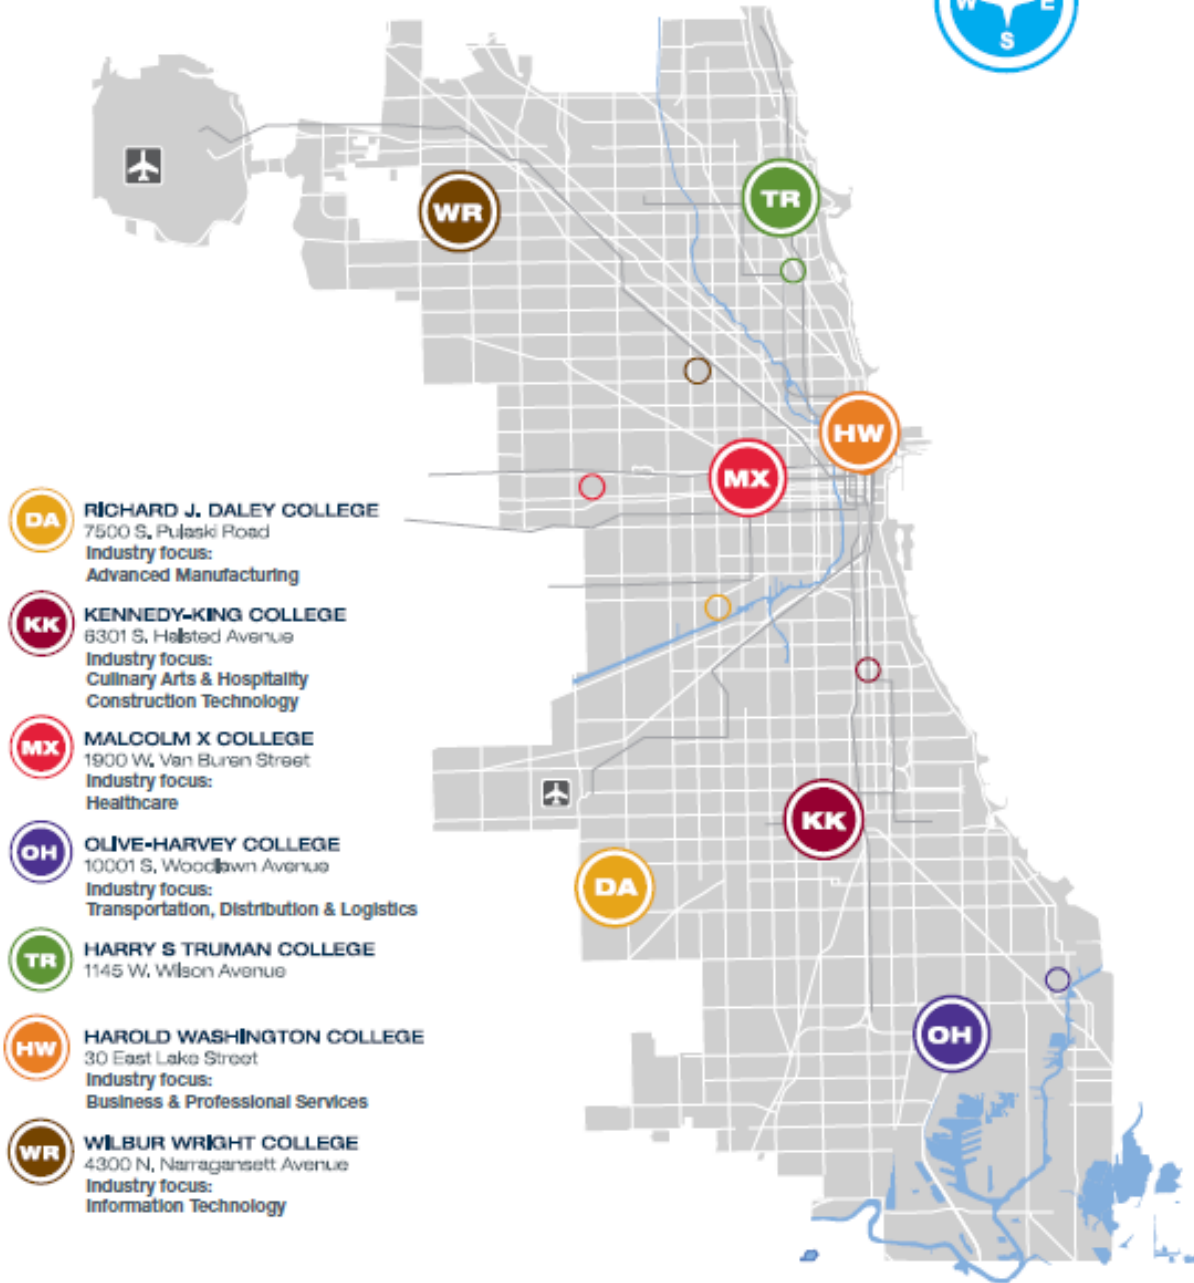 W E
S
WR
TR
HW
MX
KK
DA
OH
DA
RICHARD J. DALEY COLLEGE
7500 S. Pulaski Road
Industry focus:
Advanced Manufacturing
KK
KENNEDY-KING COLLEGE
6301 S. Halsted Avenue
Industry focus:
Culinary Arts & Hospitality
Construction Technology
MX
MALCOLM X COLLEGE
1900 W. Van Buren Street
Industry focus:
Healthcare
OH
OLIVE-HARVEY COLLEGE
10001 S. Woodlawn Avenue
Industry focus:
Transportation, Distribution & Logistics
TR
HARRY S TRUMAN COLLEGE
1145 W. Wilson Avenue
HW
HAROLD WASHINGTON COLLEGE
30 East Lake Street
Industry focus:
Business & Professional Services
WR
WILBUR WRIGHT COLLEGE
4300 N. Narragansett Avenue
Industry focus:
Information Technology